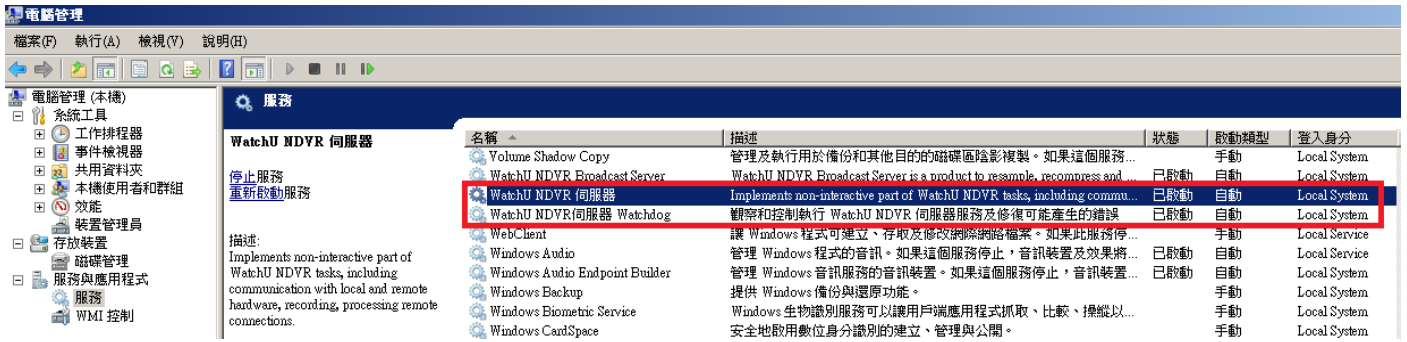 電腦管理
檔案(F) 執行(A) 檢視(V) 說明(H)
電腦管理 (本機)
系統工具
工作排程器
事件檢視器
共用資料夾
本機使用者和群組
效能
裝置管理員
存放裝置
磁碟管理
服務與應用程式
服務
WMI 控制
服務
WatchU NDVR 伺服器
停止服務
重新啟動服務
描述:
Implements non-interactive part of
WatchU NDVR tasks, including
communication with local and remote
hardware, recording, processing remote
connections.
名稱 描述 狀態 啟動類型 登入身分
Volume Shadow Copy 管理及執行用於備份和其他目的的磁碟區陰影複製。如果這個服務... 手動 Local System
WatchU NDVR Broadcast Server WatchU NDVR Broadcast Server is a product to resample, recompress and ... 已啟動 自動 Local System
WatchU NDVR 伺服器 Implements non-interactive part of WatchU NDVR tasks, including commu... 已啟動 自動 Local System
WatchU NDVR伺服器 Watchdog 觀察和控制執行 WatchU NDVR 伺服器服務及修復可能產生的錯誤 已啟動 自動 Local System
WebClient 讓 Windows 程式可建立、存取及修改網際網路檔案。如果此服務停... 手動 Local Service
Windows Audio 管理 Windows 程式的音訊。如果這個服務停止，音訊裝置及效果將... 已啟動 自動 Local Service
Windows Audio Endpoint Builder 管理 Windows 音訊服務的音訊裝置。如果這個服務停止，音訊裝置... 已啟動 自動 Local System
Windows Backup 提供 Windows 備份與還原功能。 手動 Local System
Windows Biometric Service Windows 生物識別服務可以讓用戶端應用程式抓取、比較、操縱以... 手動 Local System
Windows CardSpace 安全地啟用數位身分識別的建立、管理與公開。 手動 Local System